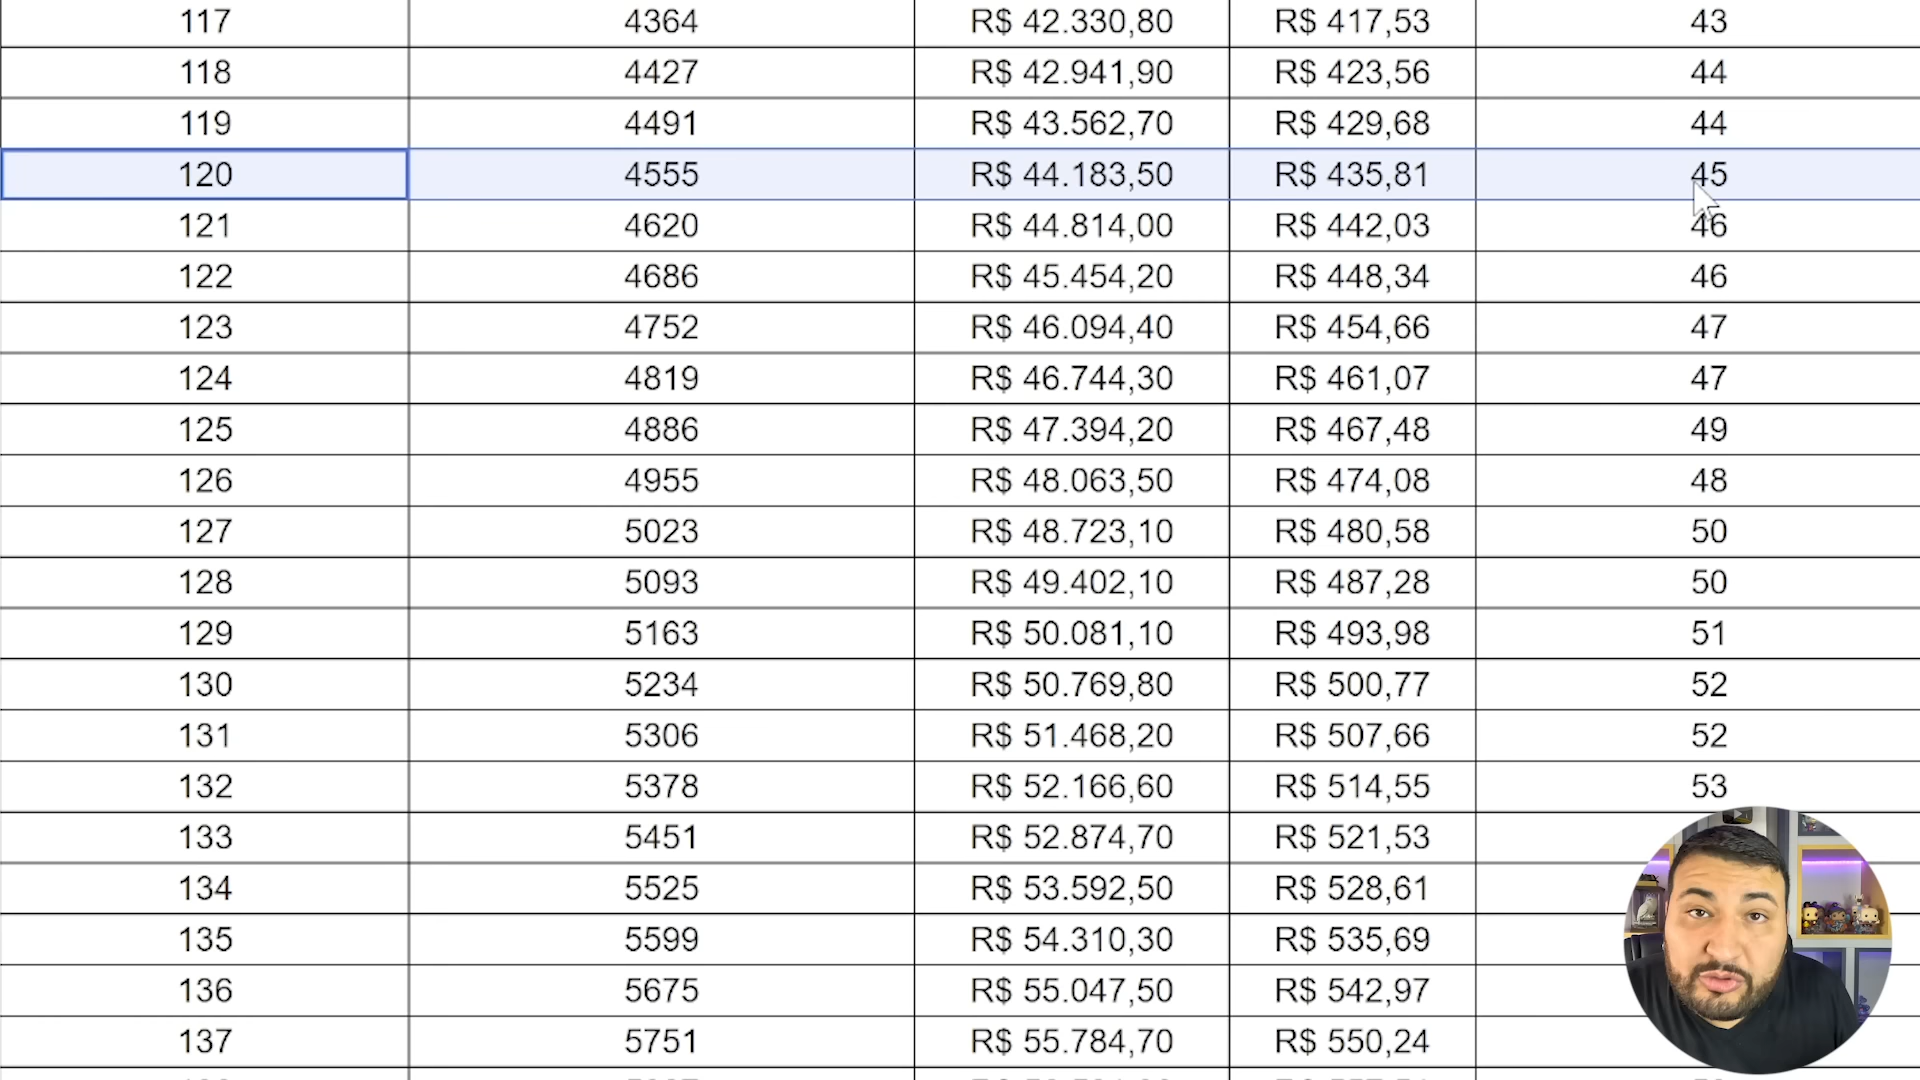 117 4364 R$ 42.330,80 R$ 417,53 43
118 4427 R$ 42.941,90 R$ 423,56 44
119 4491 R$ 43.562,70 R$ 429,68 44
120 4555 R$ 44.183,50 R$ 435,81 45
121 4620 R$ 44.814,00 R$ 442,03 46
122 4686 R$ 45.454,20 R$ 448,34 46
123 4752 R$ 46.094,40 R$ 454,66 47
124 4819 R$ 46.744,30 R$ 461,07 47
125 4886 R$ 47.394,20 R$ 467,48 49
126 4955 R$ 48.063,50 R$ 474,08 48
127 5023 R$ 48.723,10 R$ 480,58 50
128 5093 R$ 49.402,10 R$ 487,28 50
129 5163 R$ 50.081,10 R$ 493,98 51
130 5234 R$ 50.769,80 R$ 500,77 52
131 5306 R$ 51.468,20 R$ 507,66 52
132 5378 R$ 52.166,60 R$ 514,55 53
133 5451 R$ 52.874,70 R$ 521,53
134 5525 R$ 53.592,50 R$ 528,61
135 5599 R$ 54.310,30 R$ 535,69
136 5675 R$ 55.047,50 R$ 542,97
137 5751 R$ 55.784,70 R$ 550,24